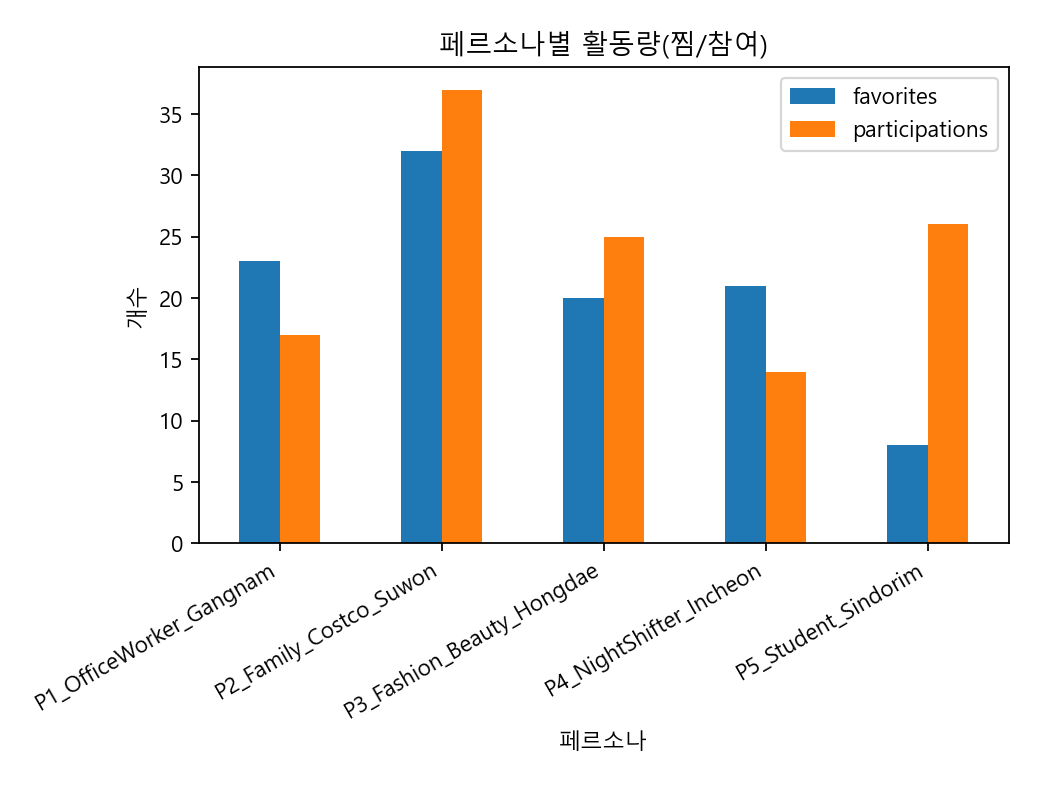 페르소나별 활동량(찜/참여)
favorites
participations
개수
35
30
25
20
15
10
5
0
P1_OfficeWorker_Gangnam
P2_Family_Costco_Suwon
P3_Fashion_Beauty_Hongdae
P4_NightShifter_Incheon
P5_Student_Sindorim
페르소나